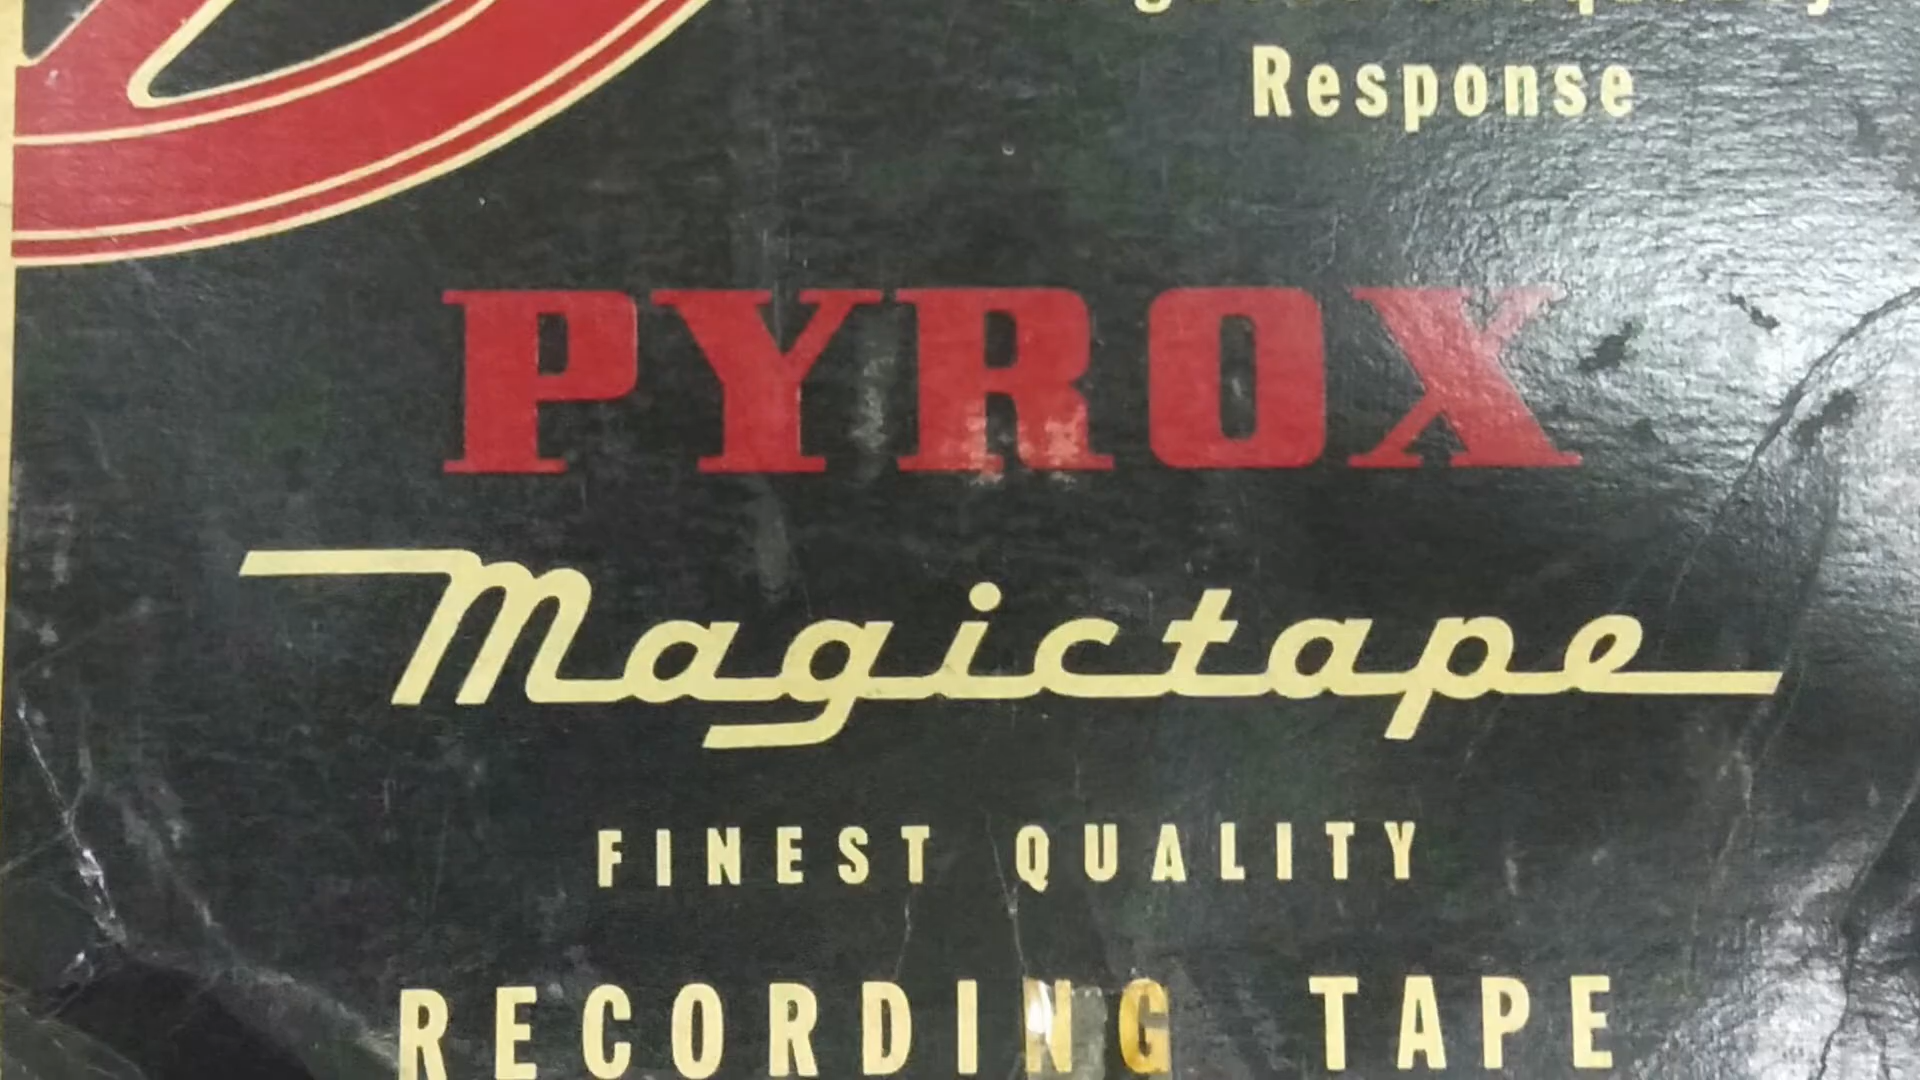 Response
PYROX
Magictape
FINEST QUALITY
RECORDING TAPE